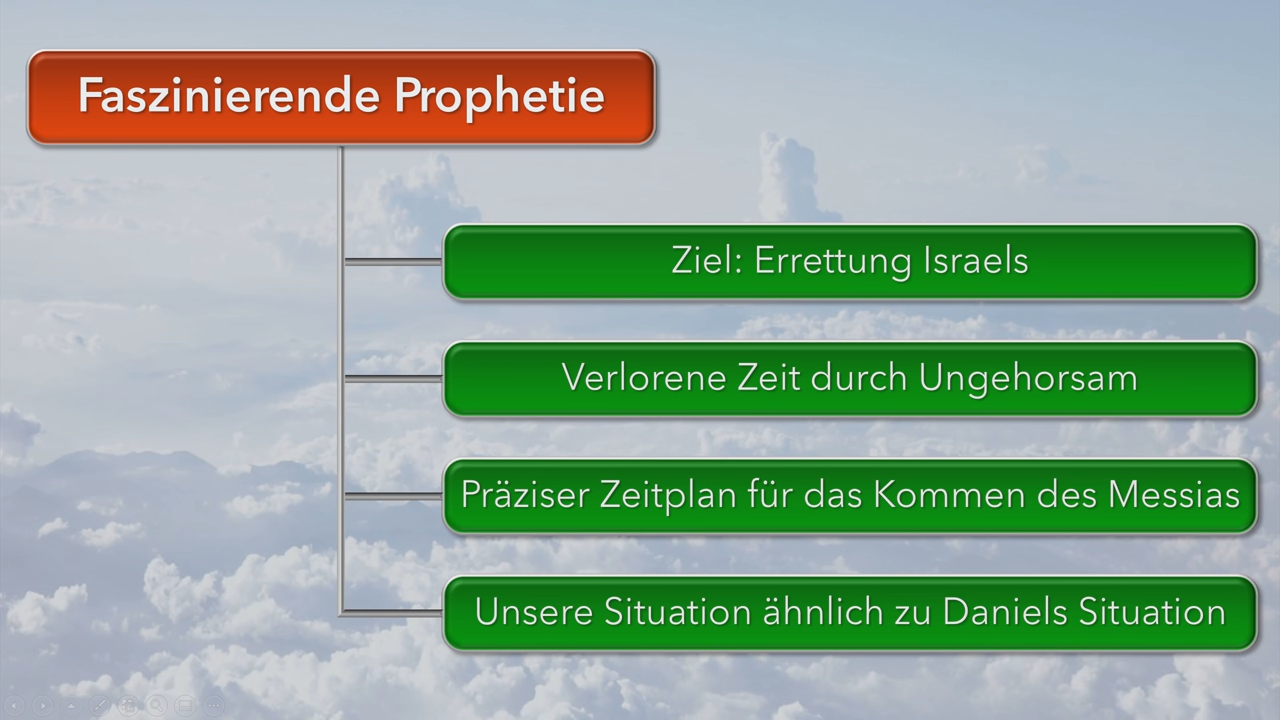 Faszinierende Prophetie
Ziel: Errettung Israels
Verlorene Zeit durch Ungehorsam
Präziser Zeitplan für das Kommen des Messias
Unsere Situation ähnlich zu Daniels Situation